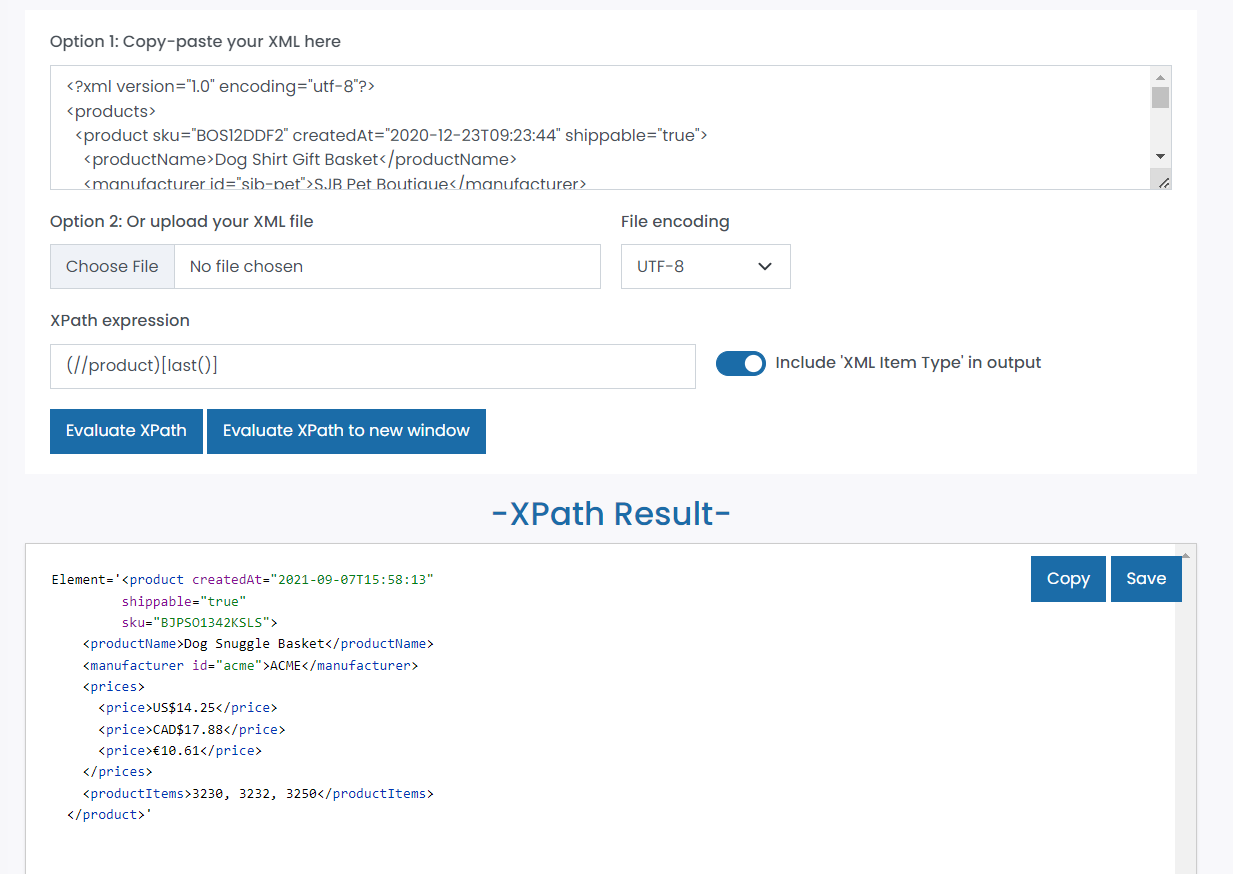 Option 1: Copy-paste your XML here
<?xml version="1.0" encoding="utf-8"?>
<products>
<product sku="BOS12DDF2" createdAt="2020-12-23T09:23:44" shippable="true">
<productName>Dog Shirt Gift Basket</productName>
<manufacturer id="sjb-pet">SJB Pet Boutique</manufacturer>
Option 2: Or upload your XML file
File encoding
Choose File No file chosen
UTF-8
XPath expression
(//product)[last()]
Include 'XML Item Type' in output
Evaluate XPath
Evaluate XPath to new window
-XPath Result-
Copy
Save
Element='<product createdAt="2021-09-07T15:58:13"
shippable="true"
sku="BJPSO1342KSLS">
<productName>Dog Snuggle Basket</productName>
<manufacturer id="acme">ACME</manufacturer>
<prices>
<price>US$14.25</price>
<price>CAD$17.88</price>
<price>€10.61</price>
</prices>
<productItems>3230, 3232, 3250</productItems>
</product>'